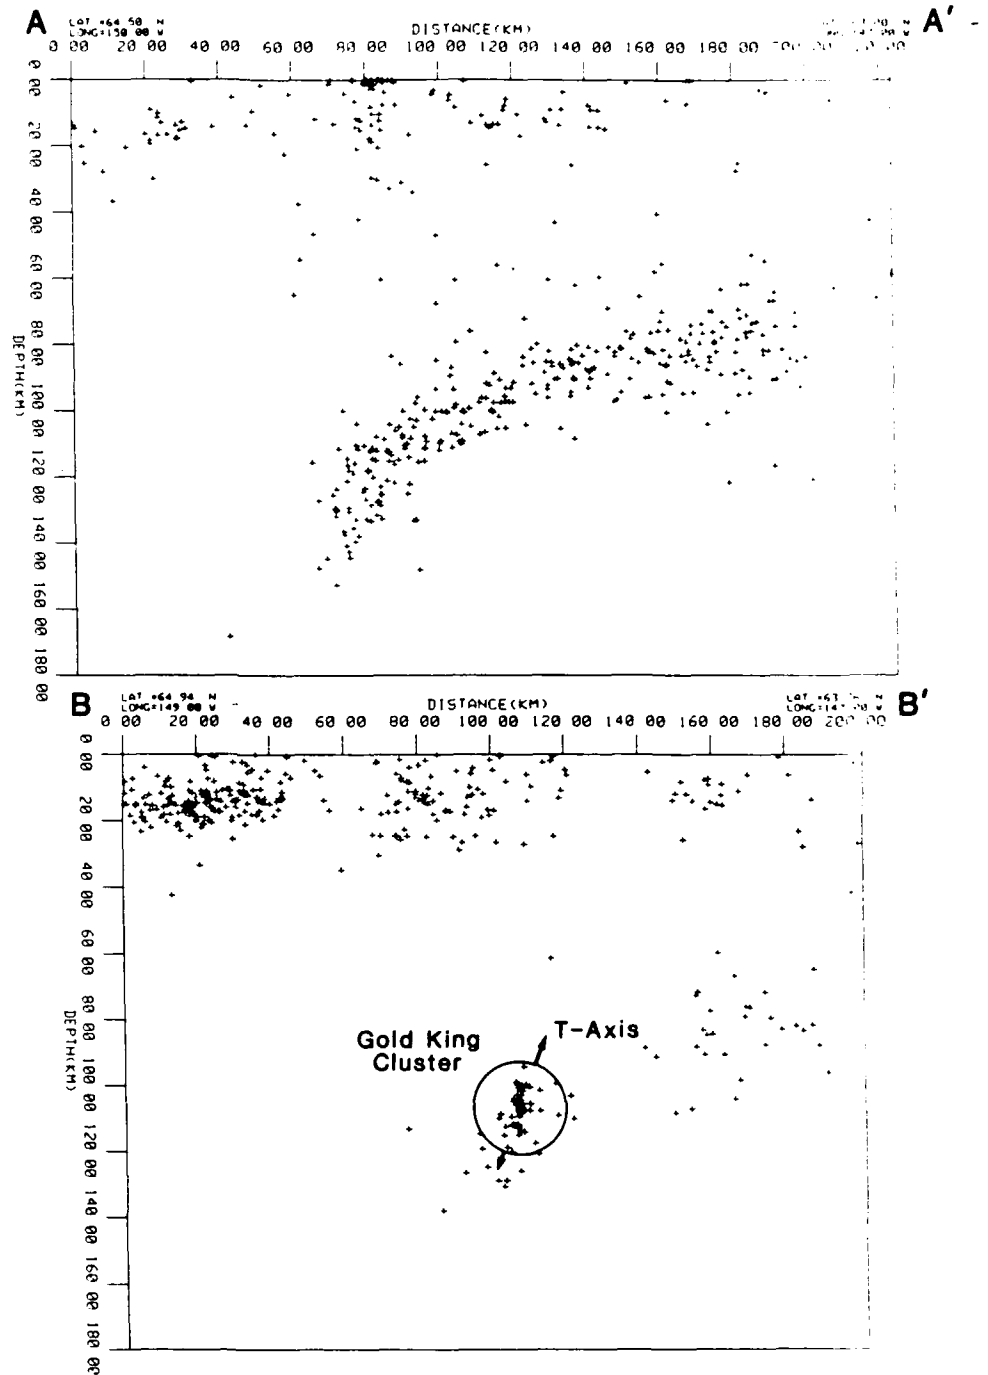 A
LAT =64.50 N
LONG=150.00 W
DISTANCE(KM)
A'
0 00 20 00 40 00 60 00 80 00 100 00 120 00 140 00 160 00 180 00
0 00
20 00
40 00
60 00
80 00
100 00
120 00
140 00
160 00
180 00
DEPTH(KM)
B
LAT =64.94 N
LONG=149.00 W
DISTANCE(KM)
B'
0 00 20 00 40 00 60 00 80 00 100 00 120 00 140 00 160 00 180 00 200 00
0 00
20 00
40 00
60 00
80 00
100 00
120 00
140 00
160 00
180 00
DEPTH(KM)
Gold King
Cluster
T-Axis